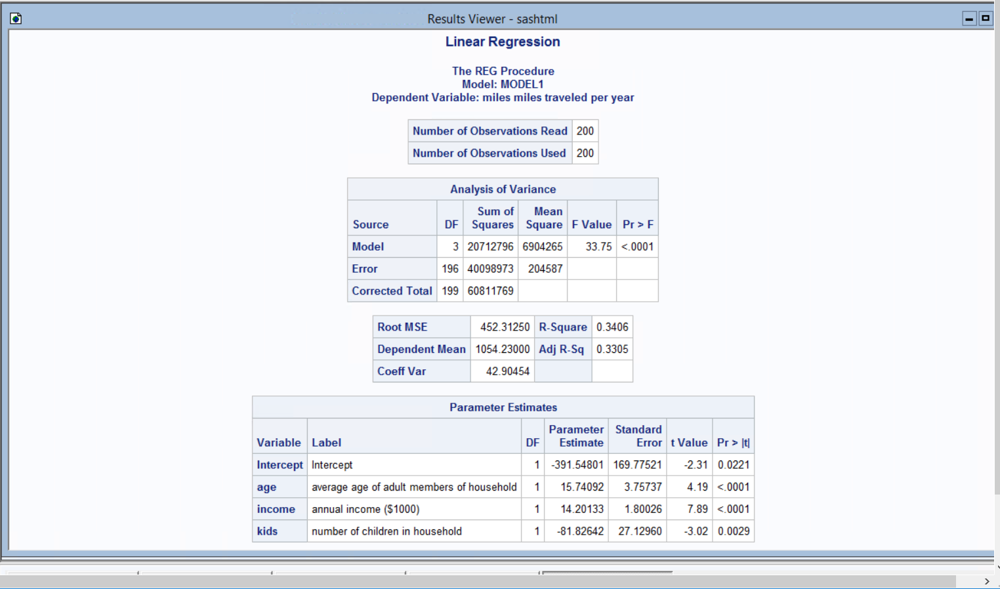 Results Viewer - sashtml
Linear Regression
The REG Procedure
Model: MODEL1
Dependent Variable: miles miles traveled per year
Number of Observations Read 200
Number of Observations Used 200
Analysis of Variance
Source DF Sum of Squares Mean Square F Value Pr > F
Model 3 20712796 6904265 33.75 <.0001
Error 196 40098973 204587
Corrected Total 199 60811769
Root MSE 452.31250 R-Square 0.3406
Dependent Mean 1054.23000 Adj R-Sq 0.3305
Coeff Var 42.90454
Parameter Estimates
Variable Label DF Parameter Estimate Standard Error t Value Pr > |t|
Intercept Intercept 1 -391.54801 169.77521 -2.31 0.0221
age average age of adult members of household 1 15.74092 3.75737 4.19 <.0001
income annual income ($1000) 1 14.20133 1.80026 7.89 <.0001
kids number of children in household 1 -81.82642 27.12960 -3.02 0.0029